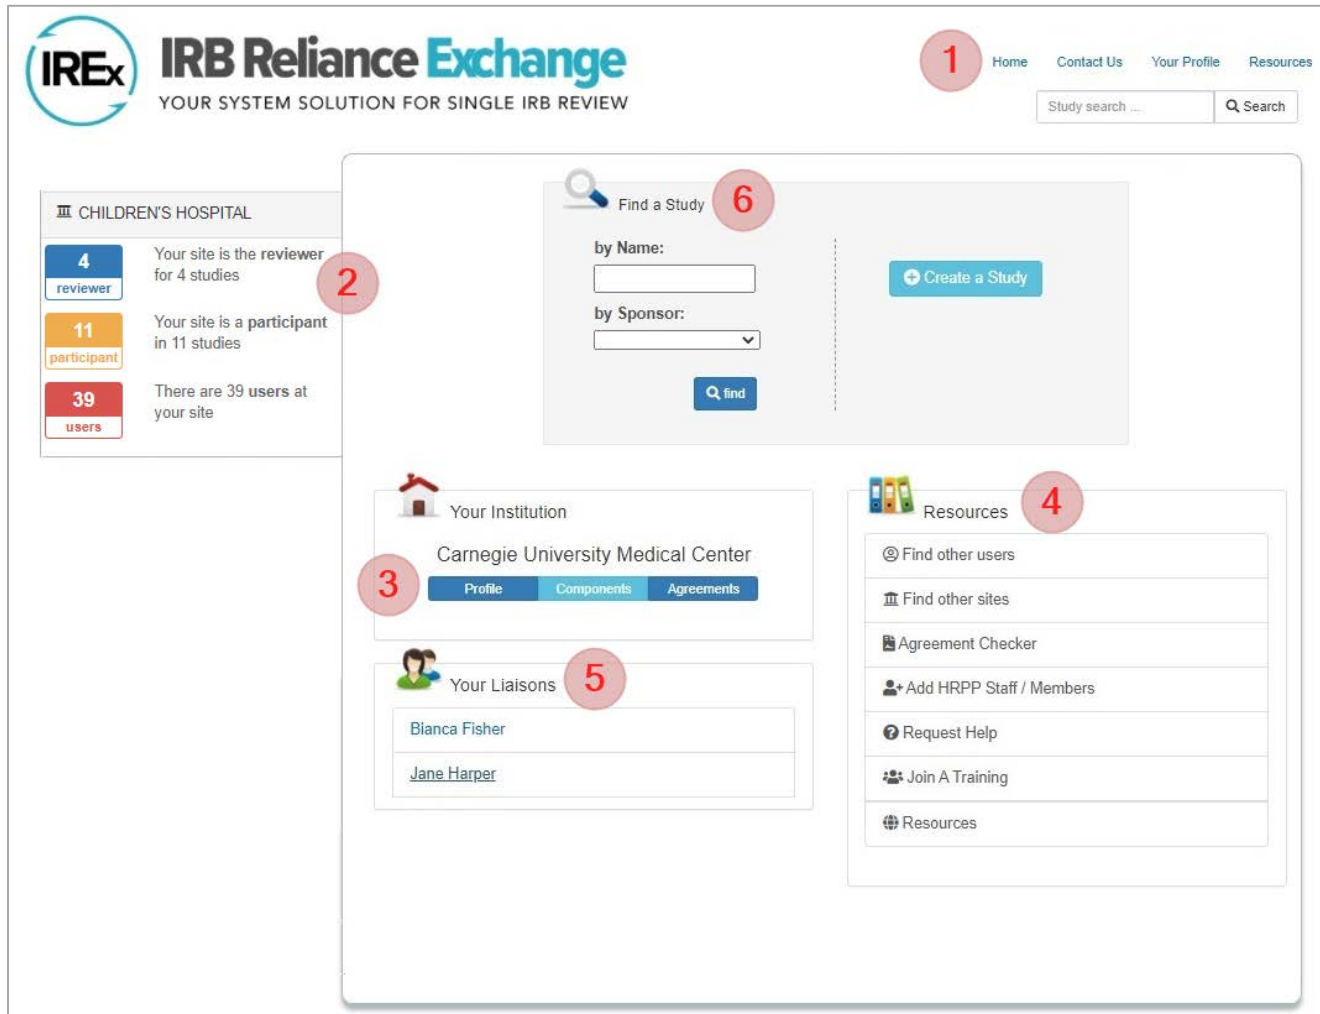 IREx
IRB Reliance Exchange
YOUR SYSTEM SOLUTION FOR SINGLE IRB REVIEW
1
Home Contact Us Your Profile Resources
Study search ... Search
CHILDREN'S HOSPITAL
4
reviewer
Your site is the reviewer
for 4 studies
2
11
participant
Your site is a participant
in 11 studies
39
users
There are 39 users at
your site
Find a Study
6
by Name:
by Sponsor:
find
Create a Study
Your Institution
Carnegie University Medical Center
3
Profile Components Agreements
Your Liaisons
5
Bianca Fisher
Jane Harper
Resources
4
Find other users
Find other sites
Agreement Checker
Add HRPP Staff / Members
Request Help
Join A Training
Resources